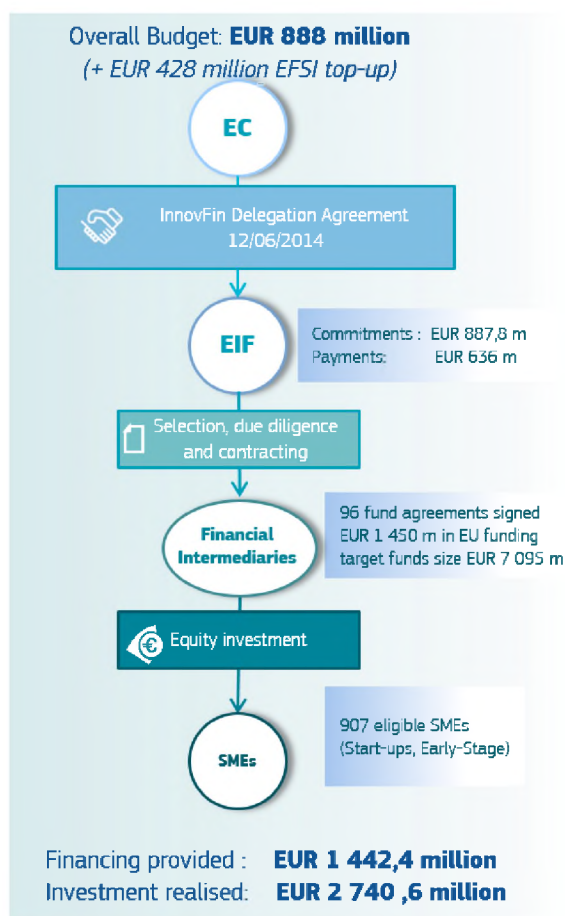 Overall Budget: EUR 888 million
(+ EUR 428 million EFSI top-up)
EC
InnovFin Delegation Agreement
12/06/2014
EIF
Commitments : EUR 887,8 m
Payments: EUR 636 m
Selection, due diligence
and contracting
Financial
Intermediaries
96 fund agreements signed
EUR 1 450 m in EU funding
target funds size EUR 7 095 m
€ Equity investment
907 eligible SMEs
(Start-ups, Early-Stage)
SMEs
Financing provided : EUR 1 442,4 million
Investment realised: EUR 2 740 ,6 million